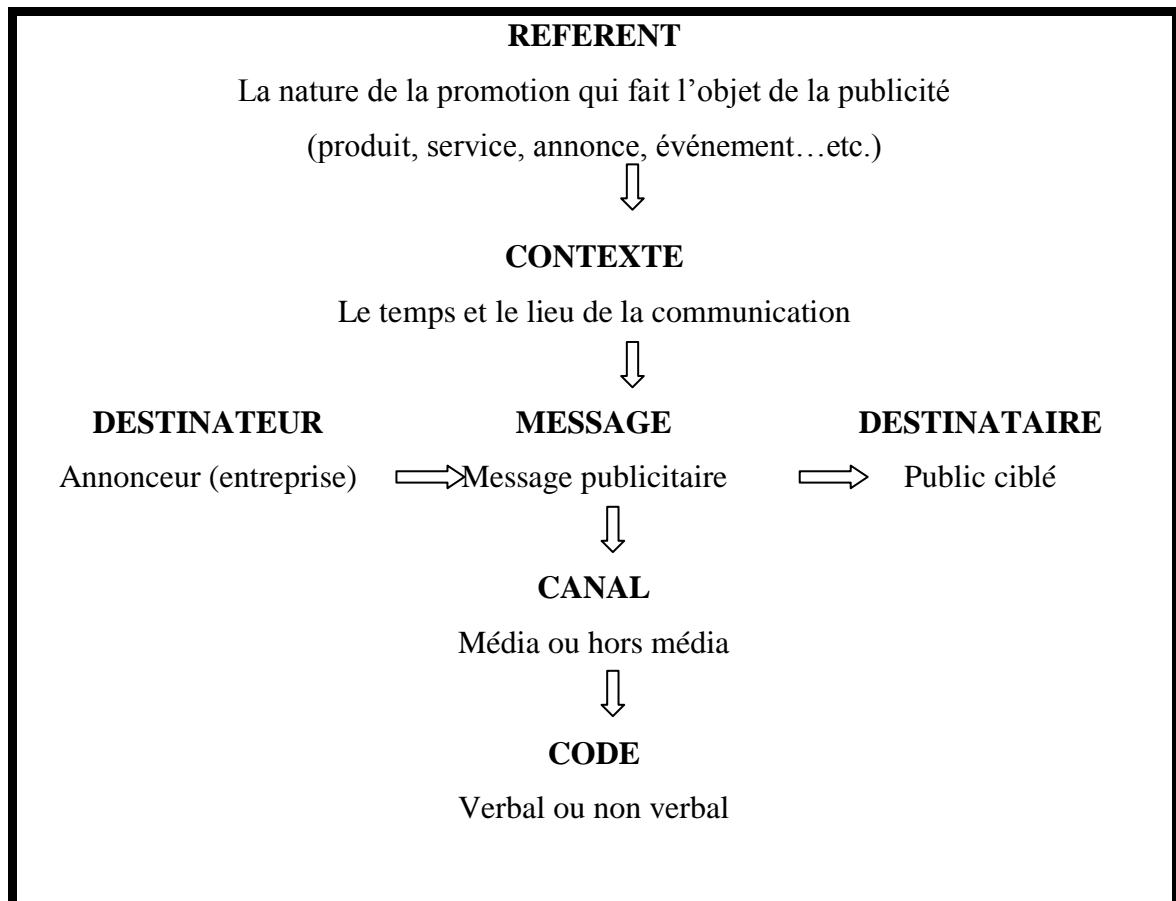 REFERENT
La nature de la promotion qui fait l’objet de la publicité
(produit, service, annonce, événement…etc.)
CONTEXTE
Le temps et le lieu de la communication
DESTINATEUR MESSAGE DESTINATAIRE
Annonceur (entreprise) Message publicitaire Public ciblé
CANAL
Média ou hors média
CODE
Verbal ou non verbal